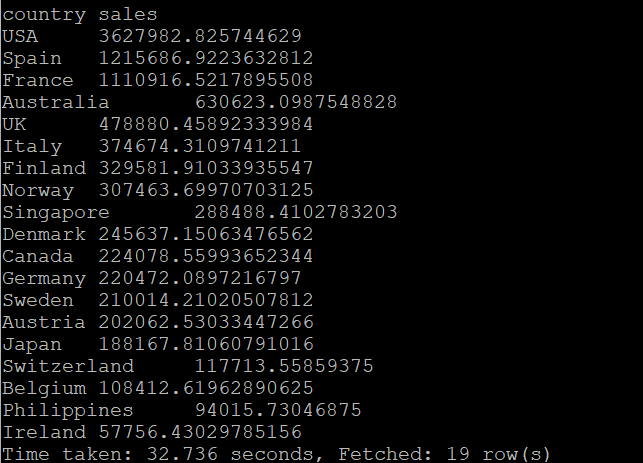 country sales
USA 3627982.825744629
Spain 1215686.9223632812
France 1110916.5217895508
Australia 630623.0987548828
UK 478880.45892333984
Italy 374674.3109741211
Finland 329581.91033935547
Norway 307463.69970703125
Singapore 288488.4102783203
Denmark 245637.15063476562
Canada 224078.55993652344
Germany 220472.0897216797
Sweden 210014.21020507812
Austria 202062.53033447266
Japan 188167.81060791016
Switzerland 117713.55859375
Belgium 108412.61962890625
Philippines 94015.73046875
Ireland 57756.43029785156
Time taken: 32.736 seconds, Fetched: 19 row(s)